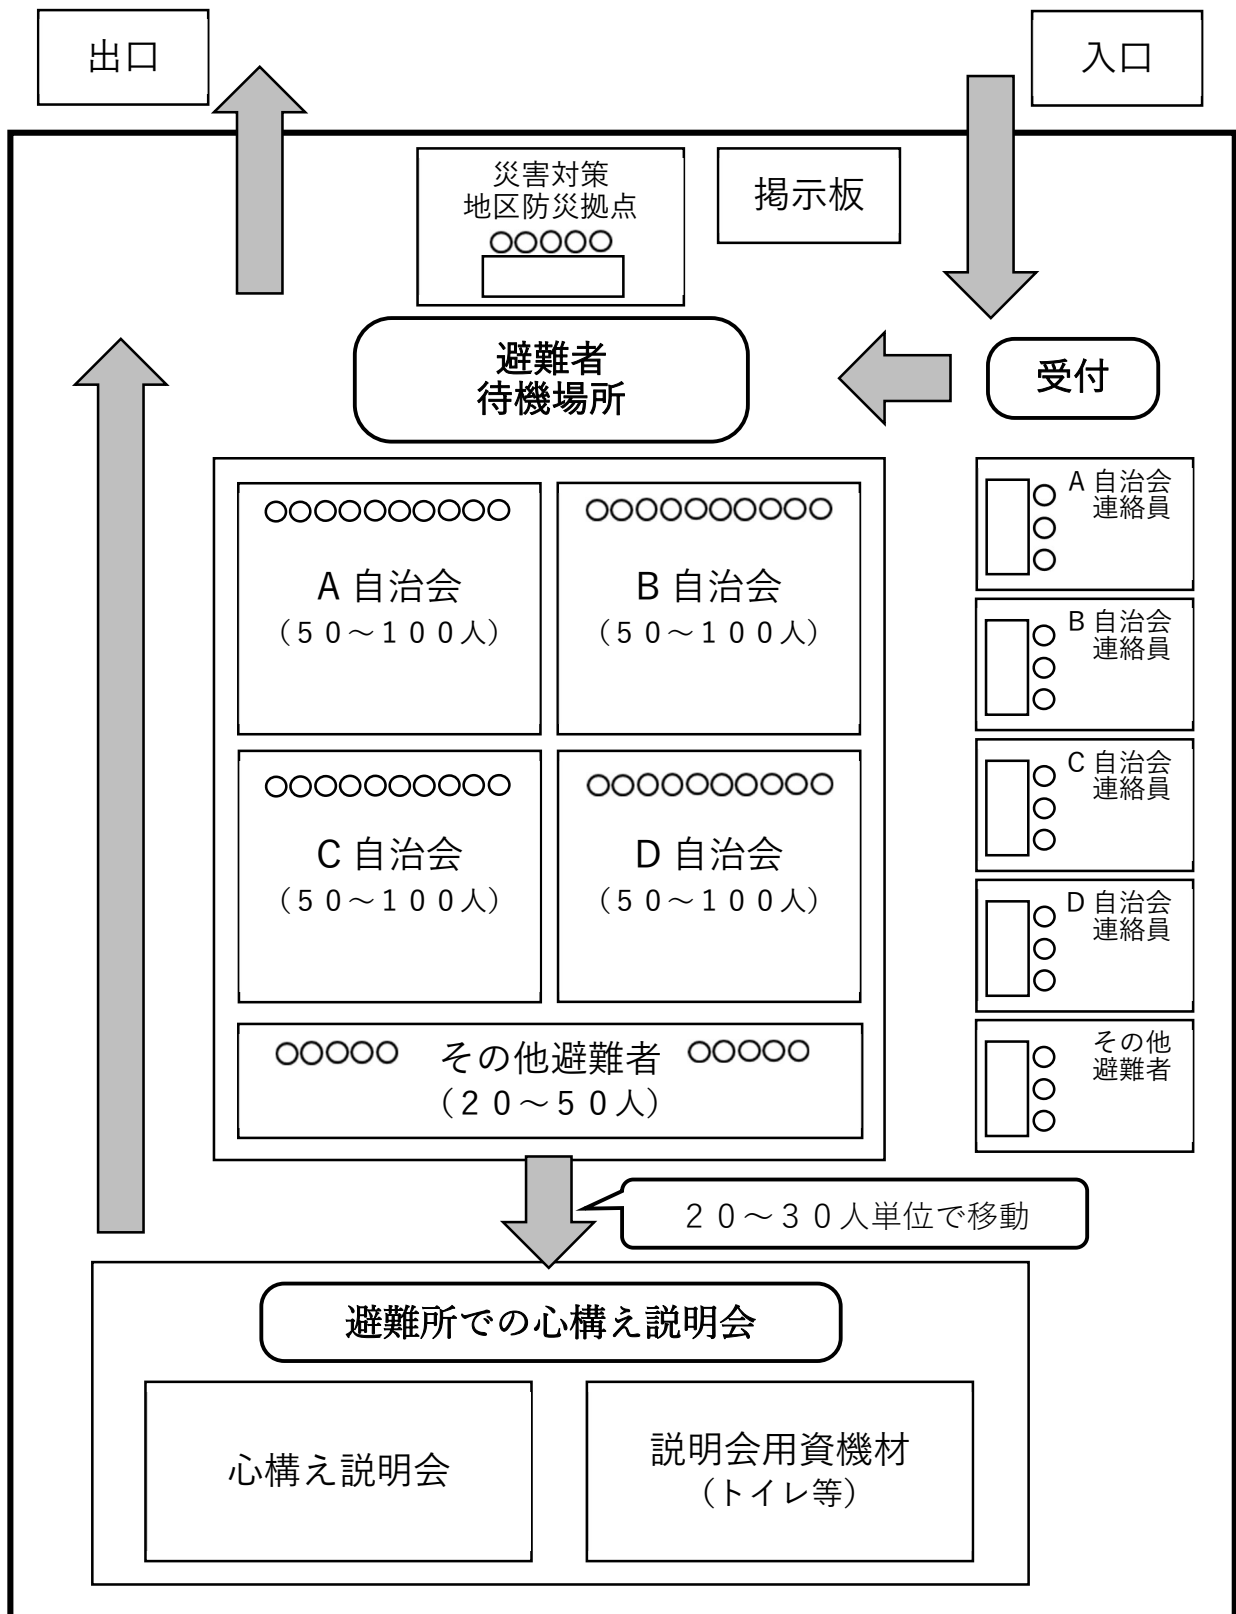 出口
入口
災害対策
地区防災拠点
○○○○○
掲示板
避難者
待機場所
受付
○○○○○○○○○○
A 自治会
（５０～１００人）
○○○○○○○○○○
B 自治会
（５０～１００人）
○○○○○○○○○○
C 自治会
（５０～１００人）
○○○○○○○○○○
D 自治会
（５０～１００人）
○○○○○ その他避難者 ○○○○○
（２０～５０人）
A 自治会
連絡員
B 自治会
連絡員
C 自治会
連絡員
D 自治会
連絡員
その他
避難者
２０～３０人単位で移動
避難所での心構え説明会
心構え説明会
説明会用資機材
（トイレ等）